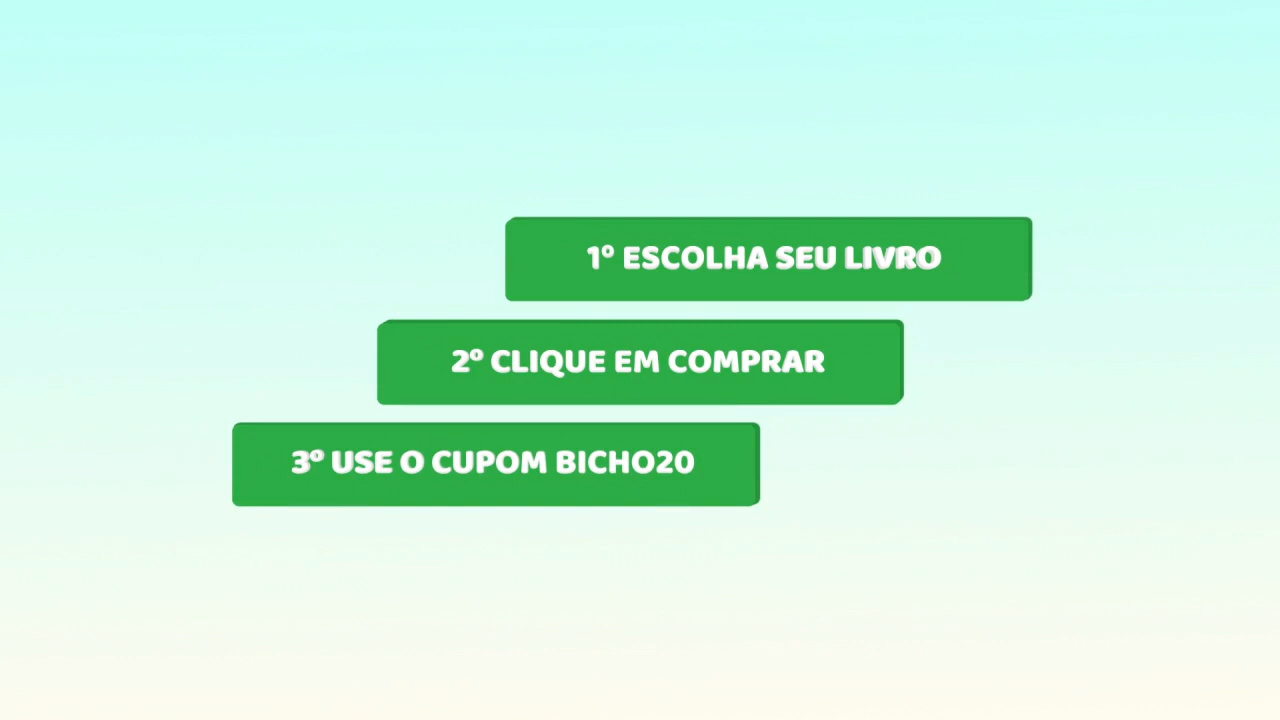 1º ESCOLHA SEU LIVRO
2º CLIQUE EM COMPRAR
3º USE O CUPOM BICHO20